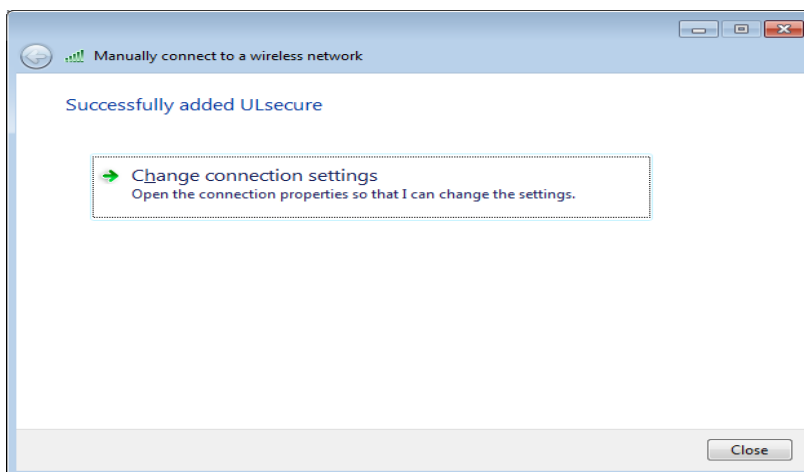 Manually connect to a wireless network
Successfully added ULsecure
Change connection settings
Open the connection properties so that I can change the settings.
Close